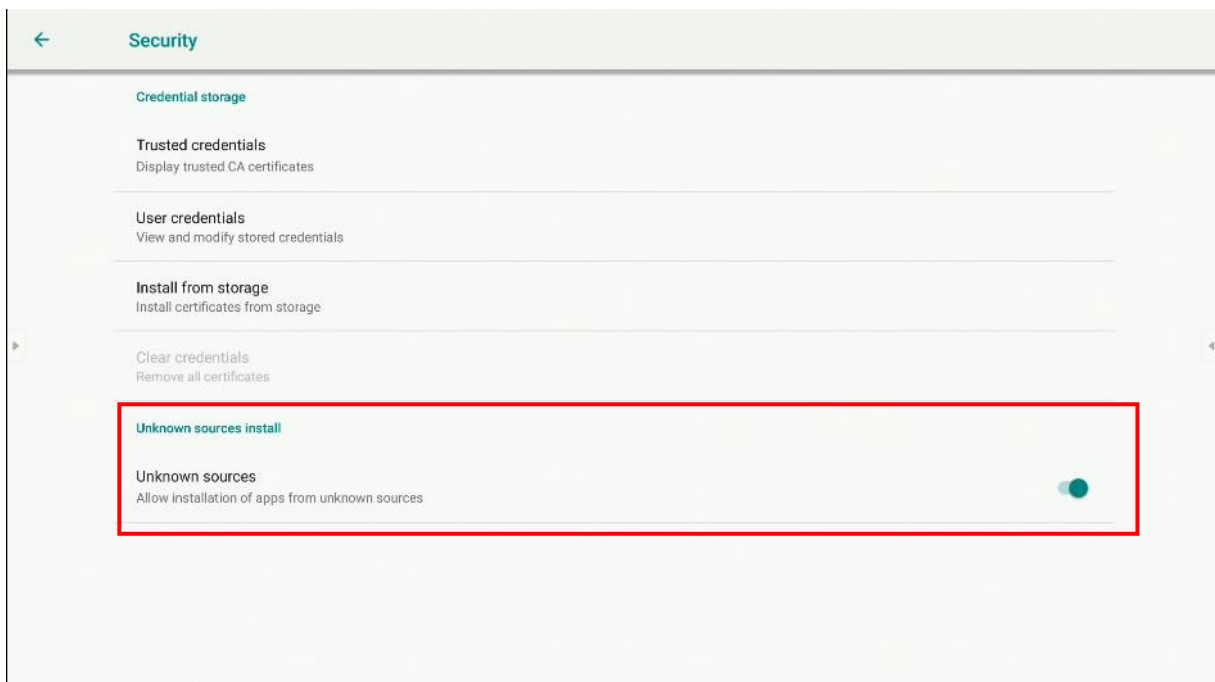 Security
Credential storage
Trusted credentials
Display trusted CA certificates
User credentials
View and modify stored credentials
Install from storage
Install certificates from storage
Clear credentials
Remove all certificates
Unknown sources install
Unknown sources
Allow installation of apps from unknown sources